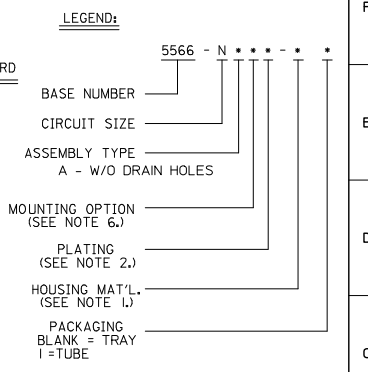 LEGEND:
5566 - N * * * - * *
RD
BASE NUMBER
CIRCUIT SIZE
ASSEMBLY TYPE
A - W/O DRAIN HOLES
MOUNTING OPTION
(SEE NOTE 6.)
PLATING
(SEE NOTE 2.)
HOUSING MAT'L.
(SEE NOTE 1.)
PACKAGING
BLANK = TRAY
1 =TUBE
F
E
D
C